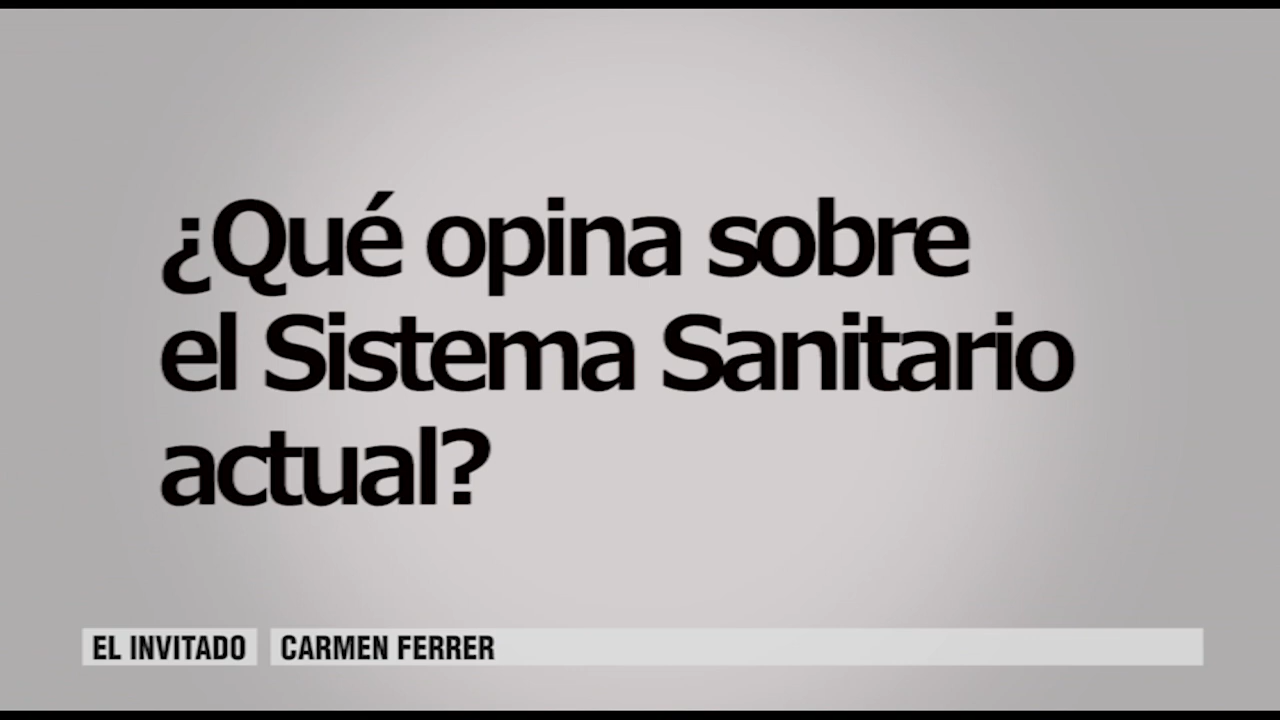 ¿Qué opina sobre
el Sistema Sanitario
actual?
EL INVITADO CARMEN FERRER